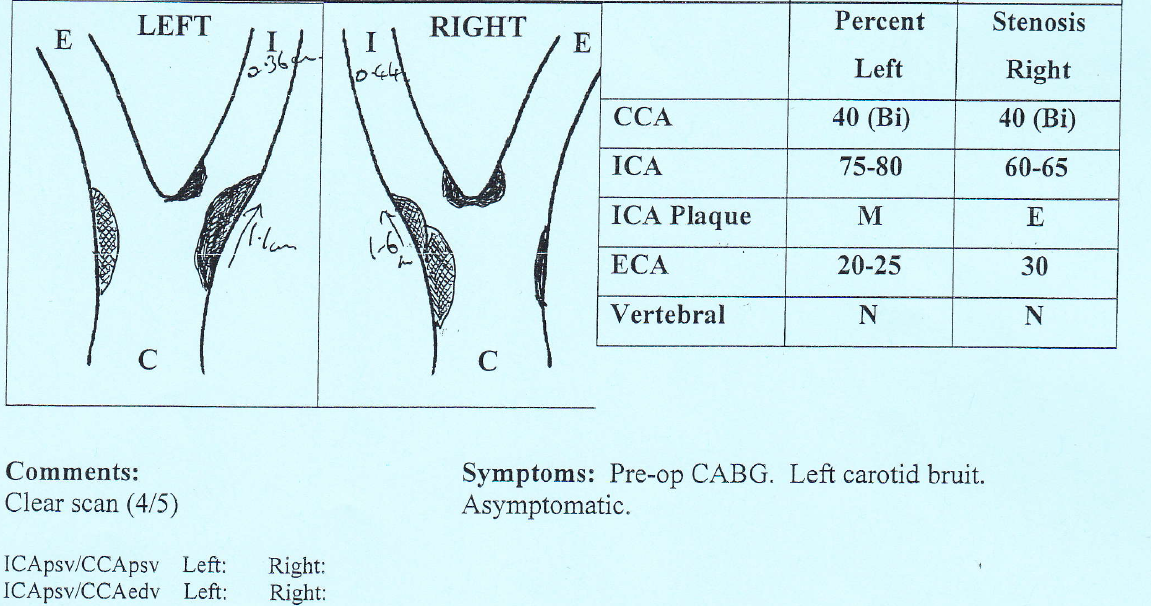 LEFT
E
I
0.36cm
1.1cm
C
RIGHT
I
E
0.44
1.6
C
Percent Stenosis
Left Right
CCA 40 (Bi) 40 (Bi)
ICA 75-80 60-65
ICA Plaque M E
ECA 20-25 30
Vertebral N N
Comments:
Clear scan (4/5)
Symptoms: Pre-op CABG. Left carotid bruit.
Asymptomatic.
ICApsv/CCApsv Left: Right:
ICApsv/CCAedv Left: Right: